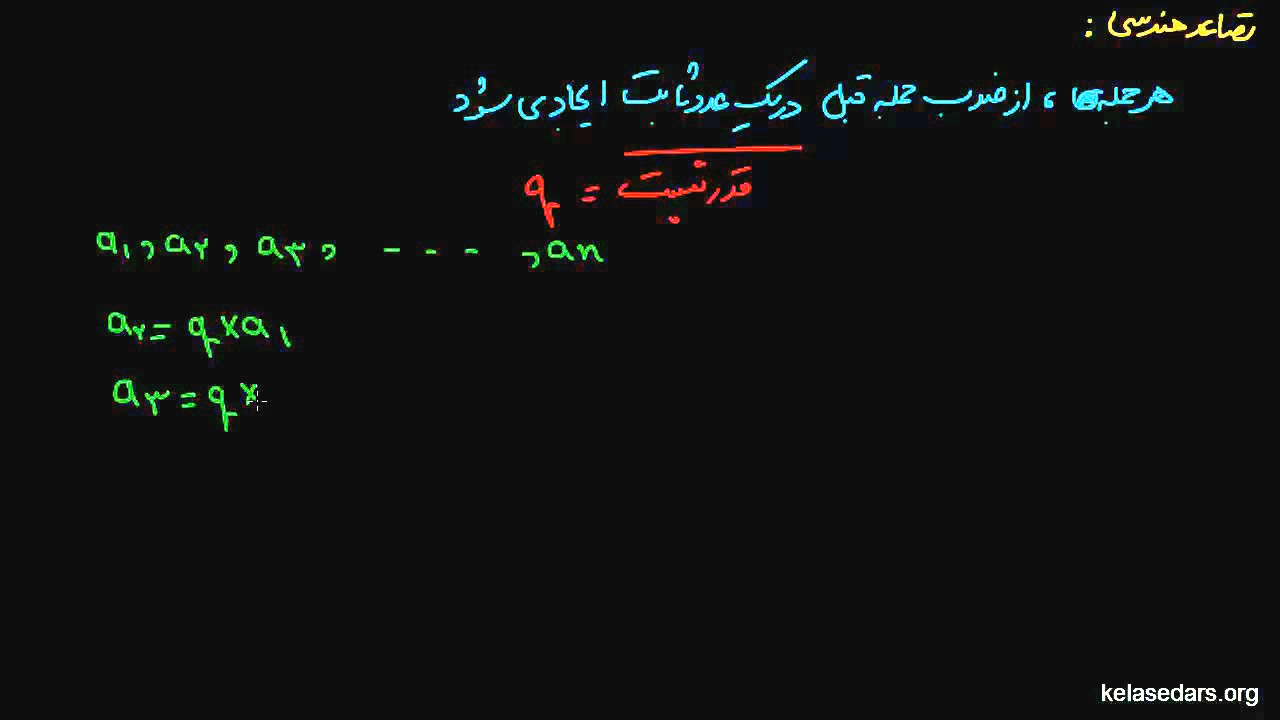 تصاعد هندسی :
هر جمله ، از ضرب جمله قبل در یک عدد ثابت ایجاد می شود
قدر نسبت = q
a۱ , a۲ , a۳ , - - - , an
a۲ = q × a۱
a۳ = q ×
kelasedars.org